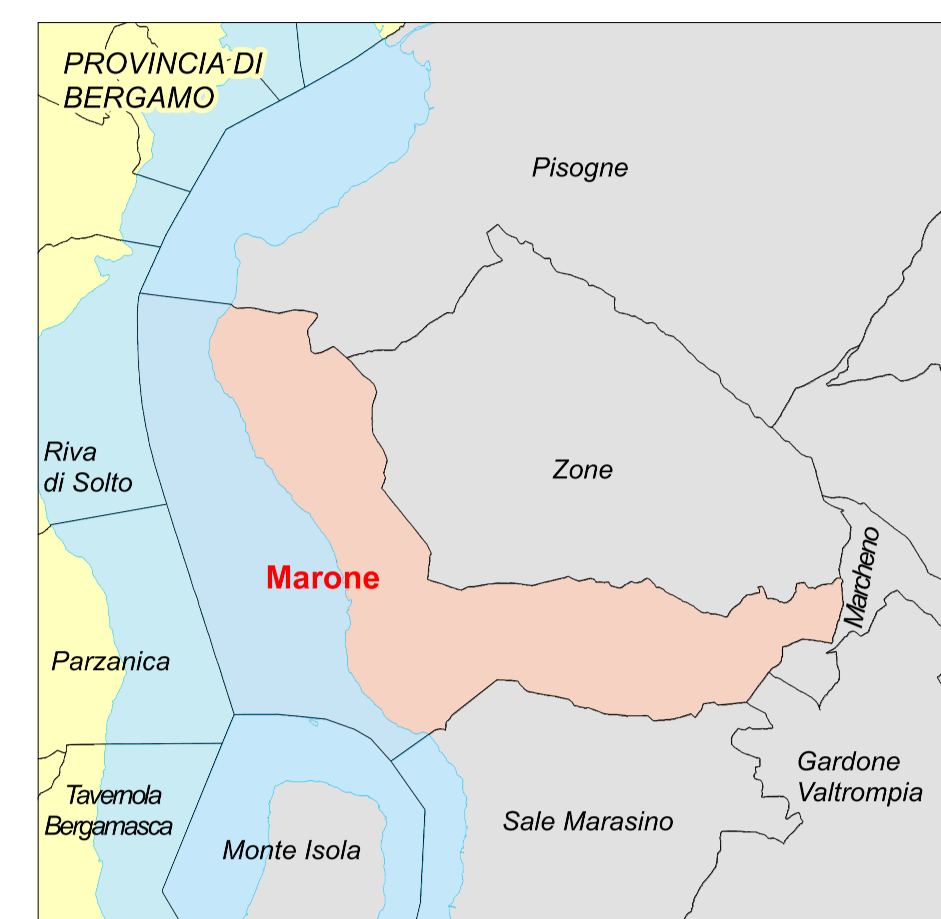 PROVINCIA DI
BERGAMO
Pisogne
Riva
di Solto
Zone
Marcheno
Marone
Parzanica
Gardone
Valtrompia
Tavernola
Bergamasca
Sale Marasino
Monte Isola